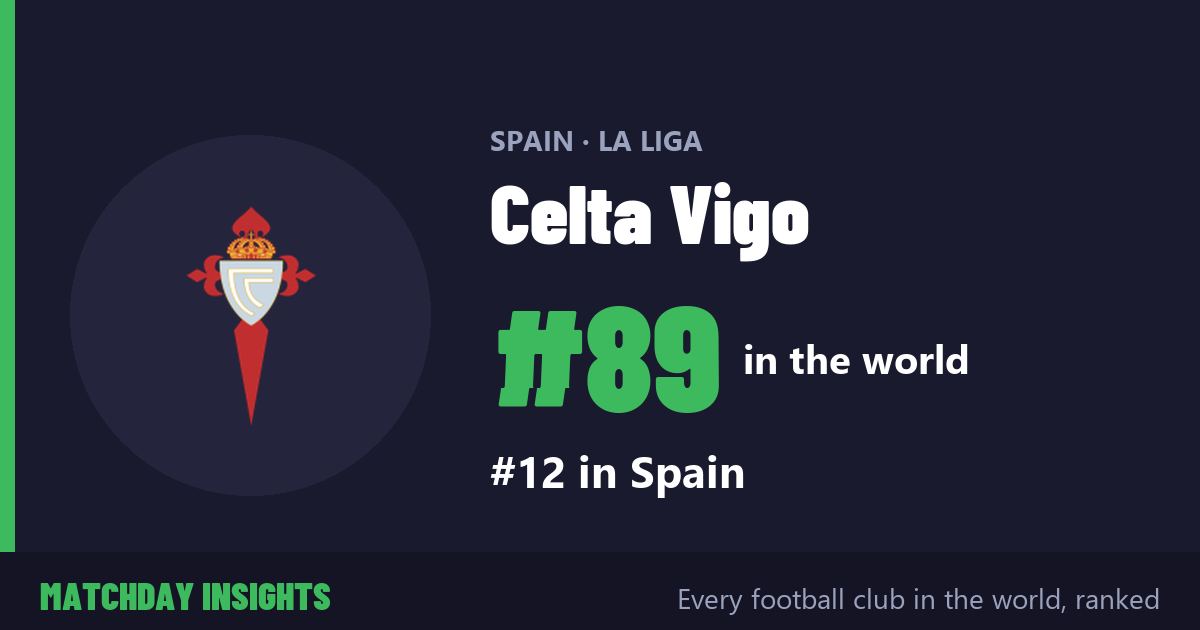 SPAIN · LA LIGA
Celta Vigo
#89 in the world
#12 in Spain
MATCHDAY INSIGHTS
Every football club in the world, ranked